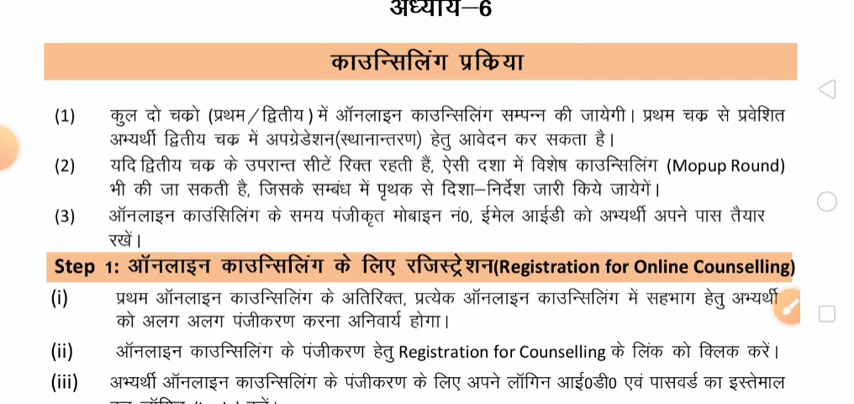 अध्याय–6
काउन्सिलिंग प्रकिया
(1) कुल दो चक्रो (प्रथम/द्वितीय) में ऑनलाइन काउन्सिलिंग सम्पन्न की जायेगी। प्रथम चक्र से प्रवेशित
अभ्यर्थी द्वितीय चक्र में अपग्रेडेशन(स्थानान्तरण) हेतु आवेदन कर सकता है।
(2) यदि द्वितीय चक्र के उपरान्त सीटें रिक्त रहती हैं, ऐसी दशा में विशेष काउन्सिलिंग (Mopup Round)
भी की जा सकती है, जिसके सम्बंध में पृथक से दिशा–निर्देश जारी किये जायेगें।
(3) ऑनलाइन काउंसिलिंग के समय पंजीकृत मोबाइन नं0, ईमेल आईडी को अभ्यर्थी अपने पास तैयार
रखें।
Step 1: ऑनलाइन काउन्सिलिंग के लिए रजिस्ट्रेशन(Registration for Online Counselling)
(i) प्रथम ऑनलाइन काउन्सिलिंग के अतिरिक्त, प्रत्येक ऑनलाइन काउन्सिलिंग में सहभाग हेतु अभ्यर्थी
को अलग अलग पंजीकरण करना अनिवार्य होगा।
(ii) ऑनलाइन काउन्सिलिंग के पंजीकरण हेतु Registration for Counselling के लिंक को क्लिक करें।
(iii) अभ्यर्थी ऑनलाइन काउन्सिलिंग के पंजीकरण के लिए अपने लॉगिन आई0डी0 एवं पासवर्ड का इस्तेमाल